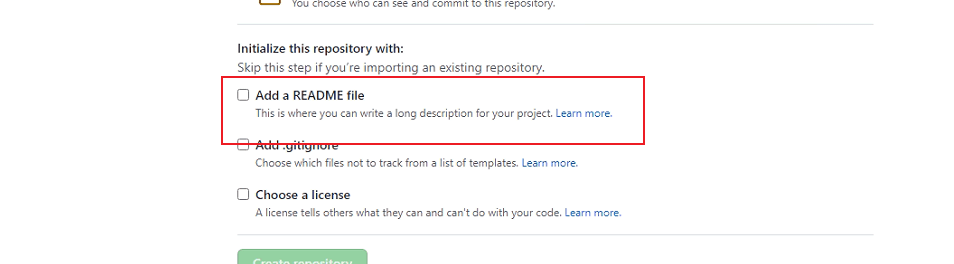 You choose who can see and commit to this repository.
Initialize this repository with:
Skip this step if you're importing an existing repository.
Add a README file
This is where you can write a long description for your project. Learn more.
Add .gitignore
Choose which files not to track from a list of templates. Learn more.
Choose a license
A license tells others what they can and can't do with your code. Learn more.
Create repository